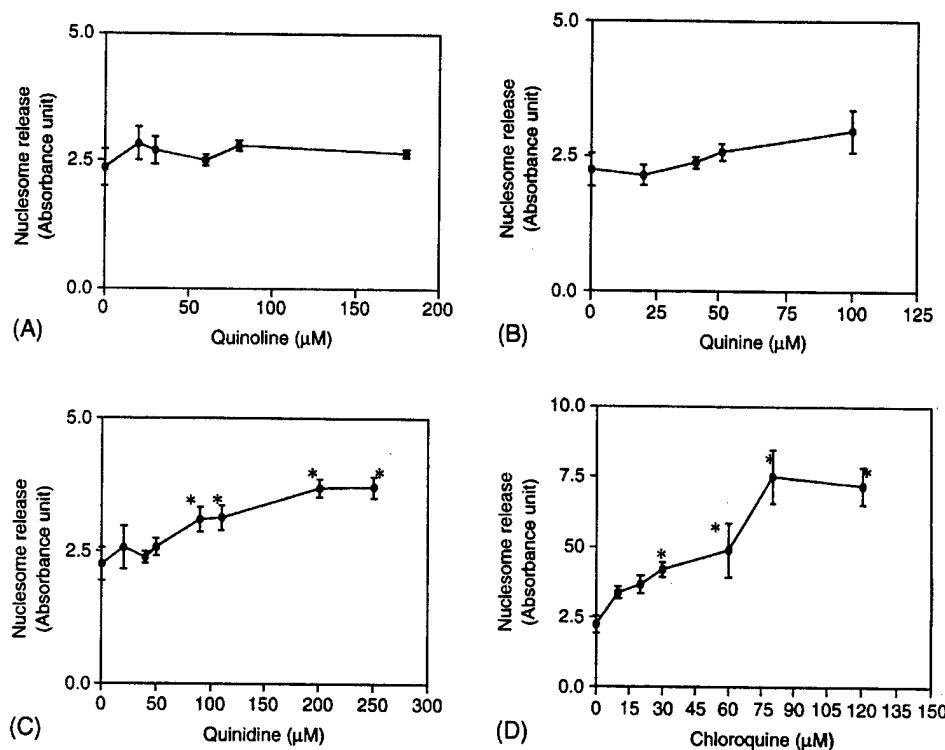 5.0
2.5
0.0
Nuclesome release
(Absorbance unit)
0 50 100 150 200
Quinoline (µM)
(A)
5.0
2.5
0.0
Nuclesome release
(Absorbance unit)
0 25 50 75 100 125
Quinine (µM)
(B)
5.0
2.5
0.0
Nuclesome release
(Absorbance unit)
* * * *
0 50 100 150 200 250 300
Quinidine (µM)
(C)
10.0
7.5
50
2.5
0.0
Nuclesome release
(Absorbance unit)
* * * *
0 15 30 45 60 75 90 105 120 135 150
Chloroquine (µM)
(D)